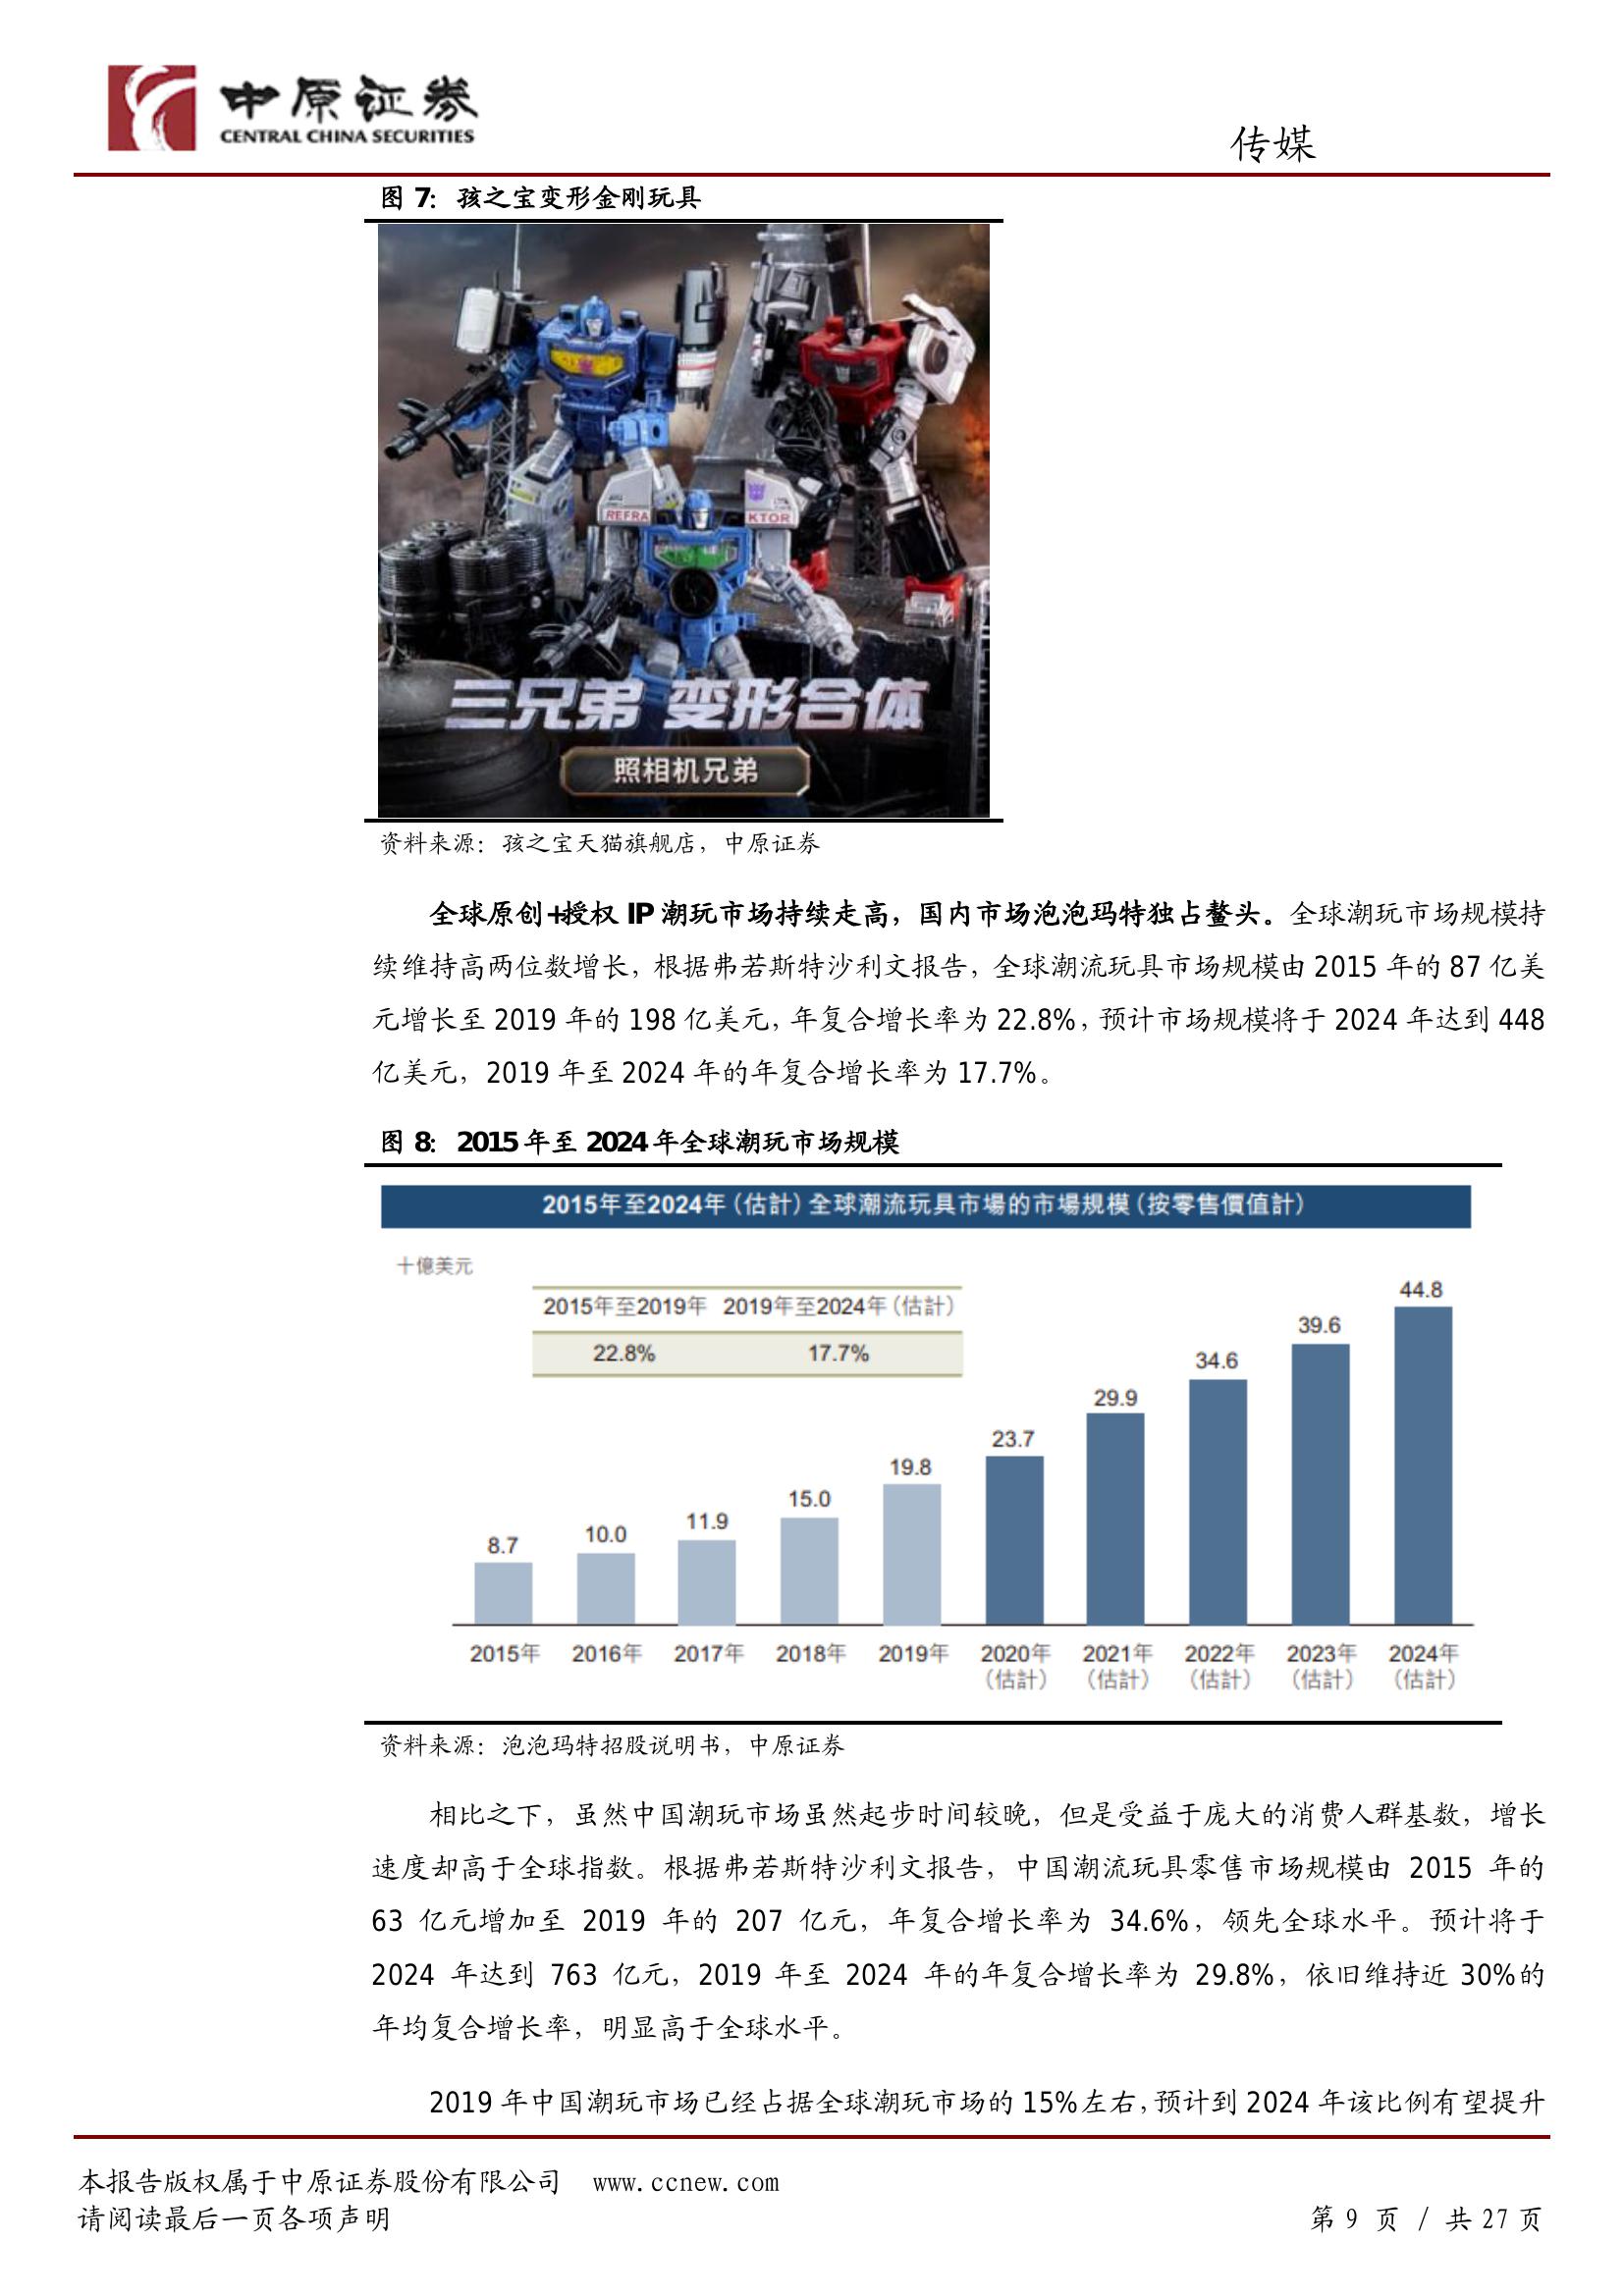 中原证券
CENTRAL CHINA SECURITIES
传媒
图 7：孩之宝变形金刚玩具
REFRA
KTOR
三兄弟 变形合体
照相机兄弟
资料来源：孩之宝天猫旗舰店，中原证券
全球原创+授权 IP 潮玩市场持续走高，国内市场泡泡玛特独占鳌头。全球潮玩市场规模持
续维持高两位数增长，根据弗若斯特沙利文报告，全球潮流玩具市场规模由 2015 年的 87 亿美
元增长至 2019 年的 198 亿美元，年复合增长率为 22.8%，预计市场规模将于 2024 年达到 448
亿美元，2019 年至 2024 年的年复合增长率为 17.7%。
图 8：2015 年至 2024 年全球潮玩市场规模
2015年至2024年（估計）全球潮流玩具市場的市場規模（按零售價值計）
十億美元
2015年至2019年 2019年至2024年（估計）
22.8% 17.7%
8.7 10.0 11.9 15.0 19.8 23.7 29.9 34.6 39.6 44.8
2015年 2016年 2017年 2018年 2019年 2020年 2021年 2022年 2023年 2024年
（估計） （估計） （估計） （估計） （估計）
资料来源：泡泡玛特招股说明书，中原证券
相比之下，虽然中国潮玩市场虽然起步时间较晚，但是受益于庞大的消费人群基数，增长
速度却高于全球指数。根据弗若斯特沙利文报告，中国潮流玩具零售市场规模由 2015 年的
63 亿元增加至 2019 年的 207 亿元，年复合增长率为 34.6%，领先全球水平。预计将于
2024 年达到 763 亿元，2019 年至 2024 年的年复合增长率为 29.8%，依旧维持近 30%的
年均复合增长率，明显高于全球水平。
2019 年中国潮玩市场已经占据全球潮玩市场的 15%左右，预计到 2024 年该比例有望提升
本报告版权属于中原证券股份有限公司 www.ccnew.com
请阅读最后一页各项声明
第 9 页 / 共 27 页